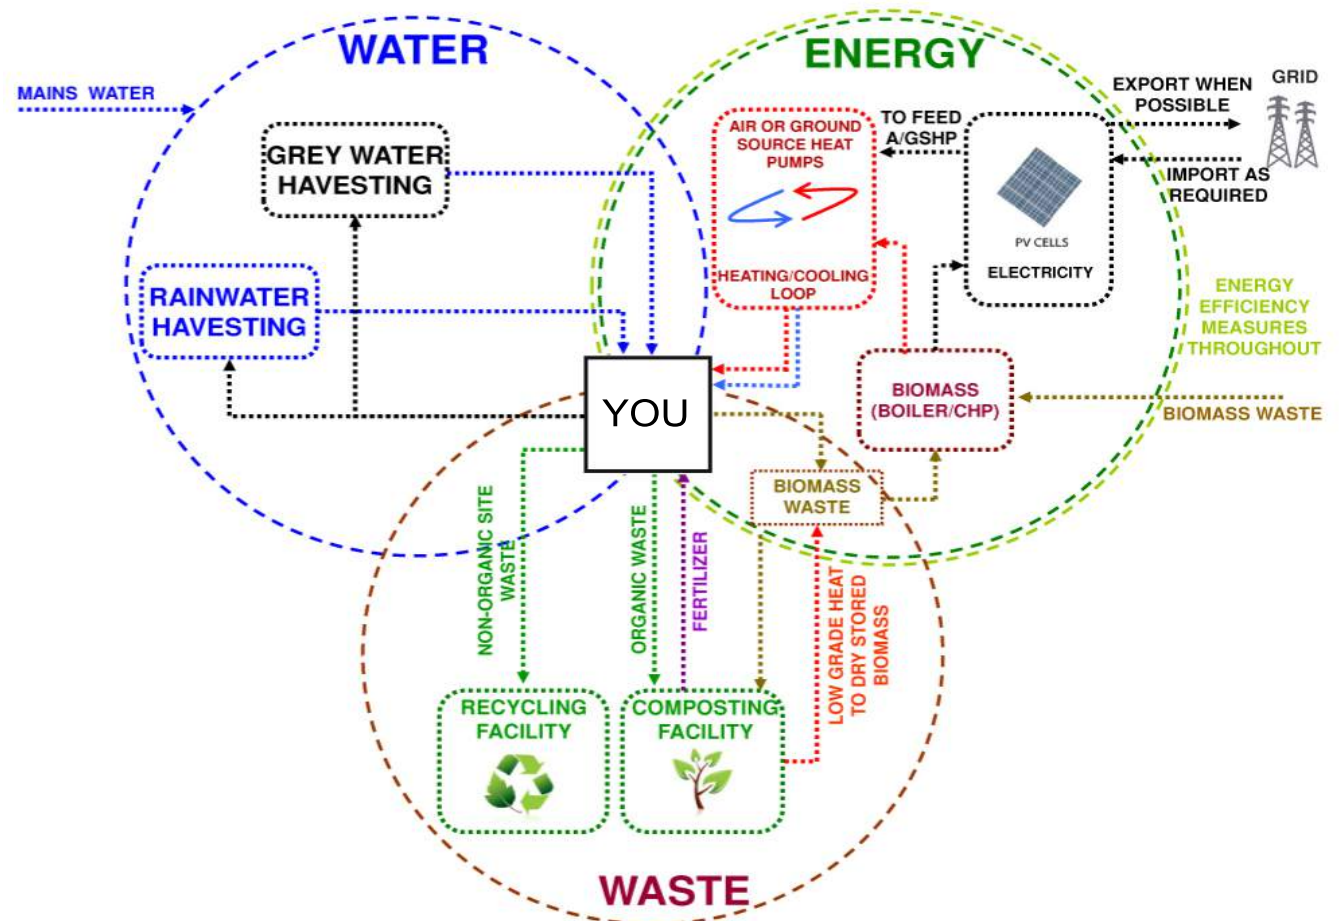 WATER
ENERGY
MAINS WATER
GREY WATER
HAVESTING
RAINWATER
HAVESTING
AIR OR GROUND
SOURCE HEAT
PUMPS
HEATING/COOLING
LOOP
TO FEED
A/GSHP
PV CELLS
ELECTRICITY
EXPORT WHEN
POSSIBLE
GRID
IMPORT AS
REQUIRED
ENERGY
EFFICIENCY
MEASURES
THROUGHOUT
BIOMASS
(BOILER/CHP)
BIOMASS WASTE
YOU
BIOMASS
WASTE
NON-ORGANIC SITE
WASTE
ORGANIC WASTE
FERTILIZER
LOW GRADE HEAT
TO DRY STORED
BIOMASS
RECYCLING
FACILITY
COMPOSTING
FACILITY
WASTE